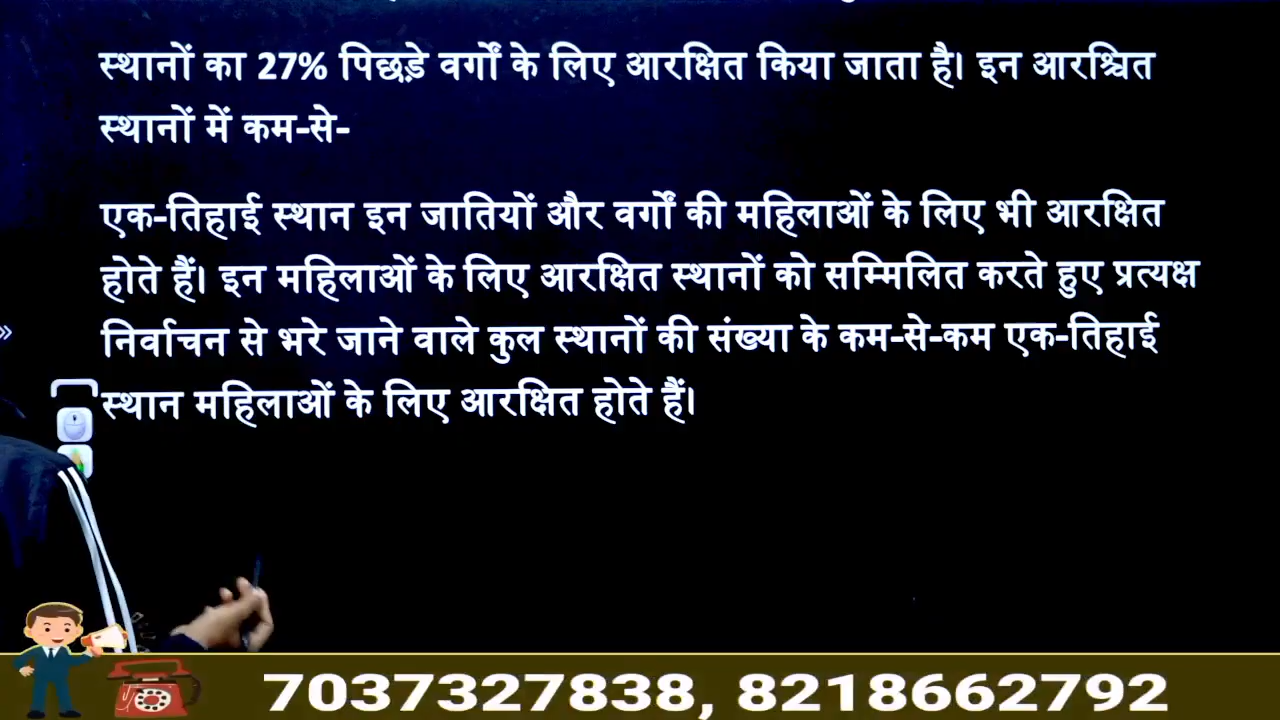 स्थानों का 27% पिछड़े वर्गों के लिए आरक्षित किया जाता है। इन आरश्चित
स्थानों में कम-से-
एक-तिहाई स्थान इन जातियों और वर्गों की महिलाओं के लिए भी आरक्षित
होते हैं। इन महिलाओं के लिए आरक्षित स्थानों को सम्मिलित करते हुए प्रत्यक्ष
निर्वाचन से भरे जाने वाले कुल स्थानों की संख्या के कम-से-कम एक-तिहाई
स्थान महिलाओं के लिए आरक्षित होते हैं।
7037327838, 8218662792